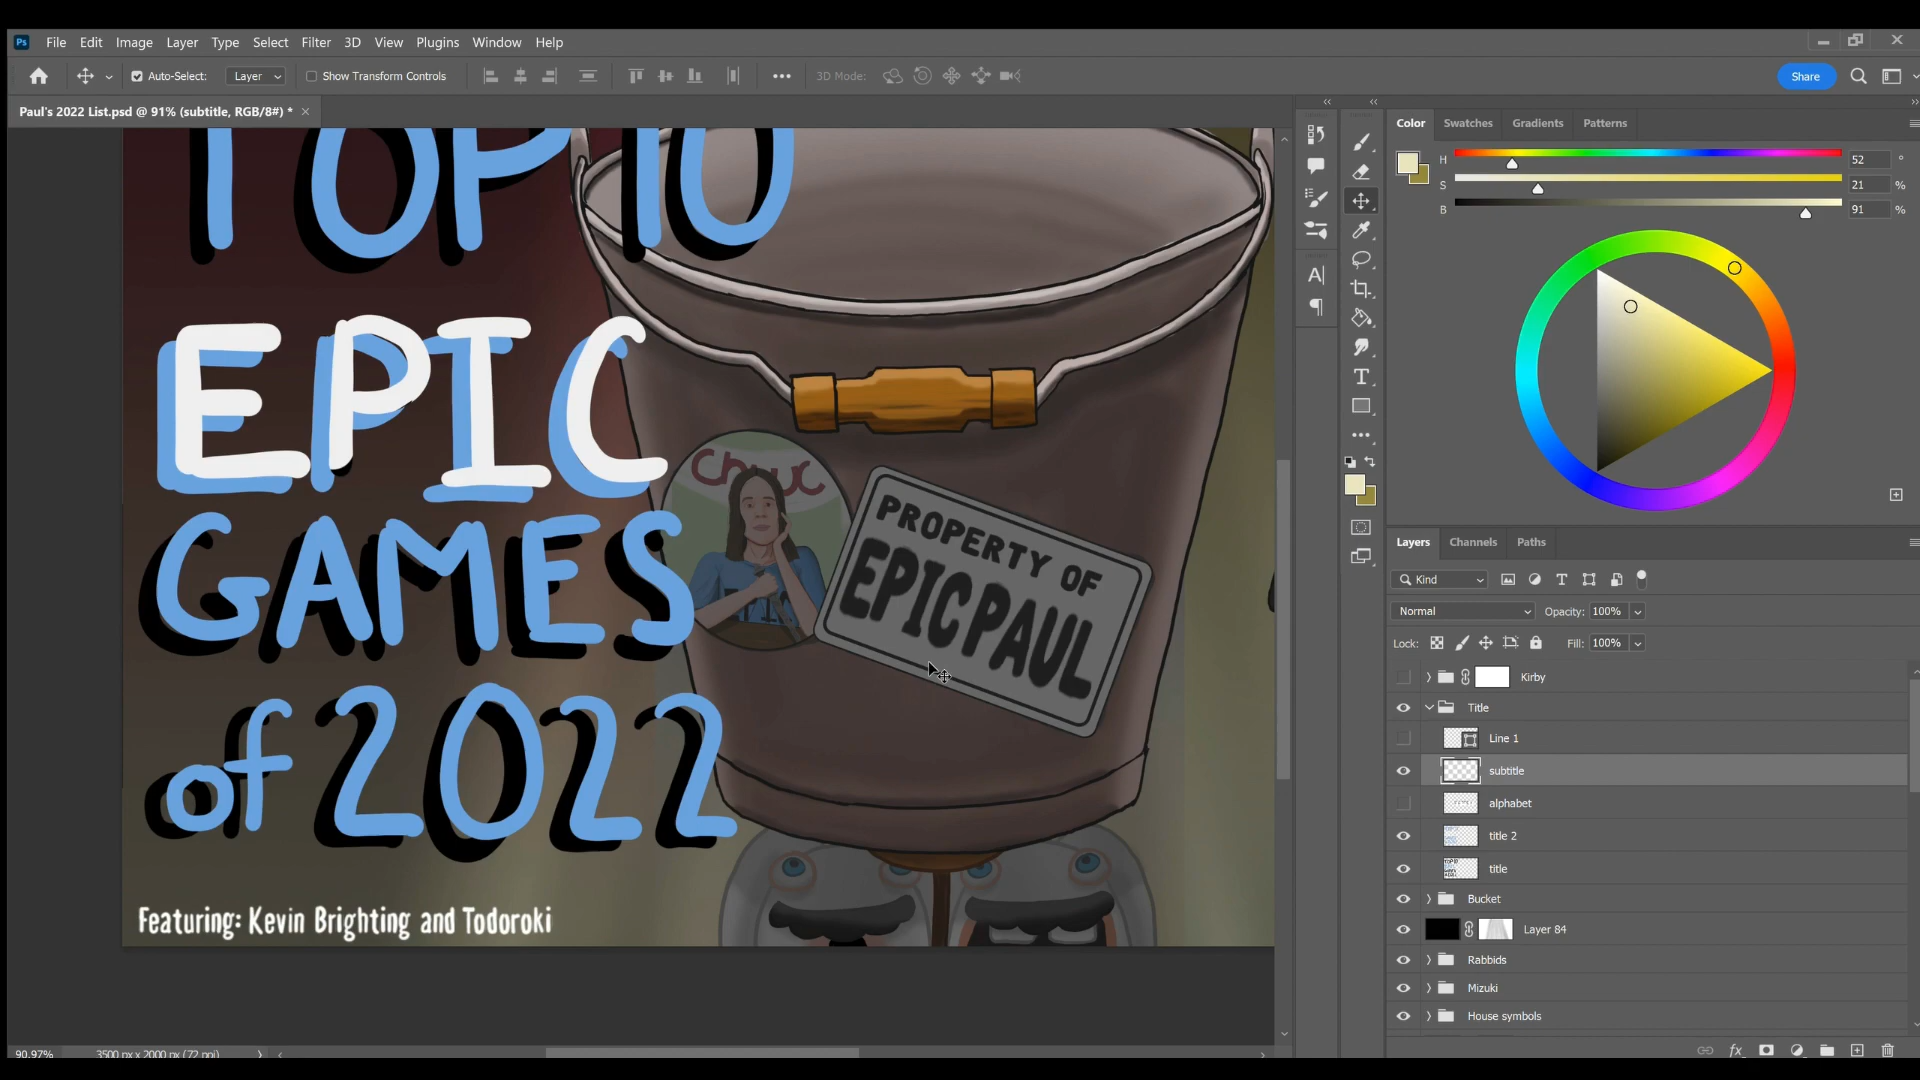 Ps File Edit Image Layer Type Select Filter 3D View Plugins Window Help
Auto-Select: Layer Show Transform Controls 3D Mode: Share
Paul's 2022 List.psd @ 91% (subtitle, RGB/8#) *
TOP 10
EPIC
GAMES
of 2022
Featuring: Kevin Brighting and Todoroki
PROPERTY OF
EPIC PAUL
90.97% 3500 px x 2000 px (72 ppi)
Color Swatches Gradients Patterns
H 52 °
S 21 %
B 91 %
Layers Channels Paths
Kind
Normal Opacity: 100%
Lock: Fill: 100%
Kirby
Title
Line 1
subtitle
alphabet
title 2
title
Bucket
Layer 84
Rabbids
Mizuki
House symbols